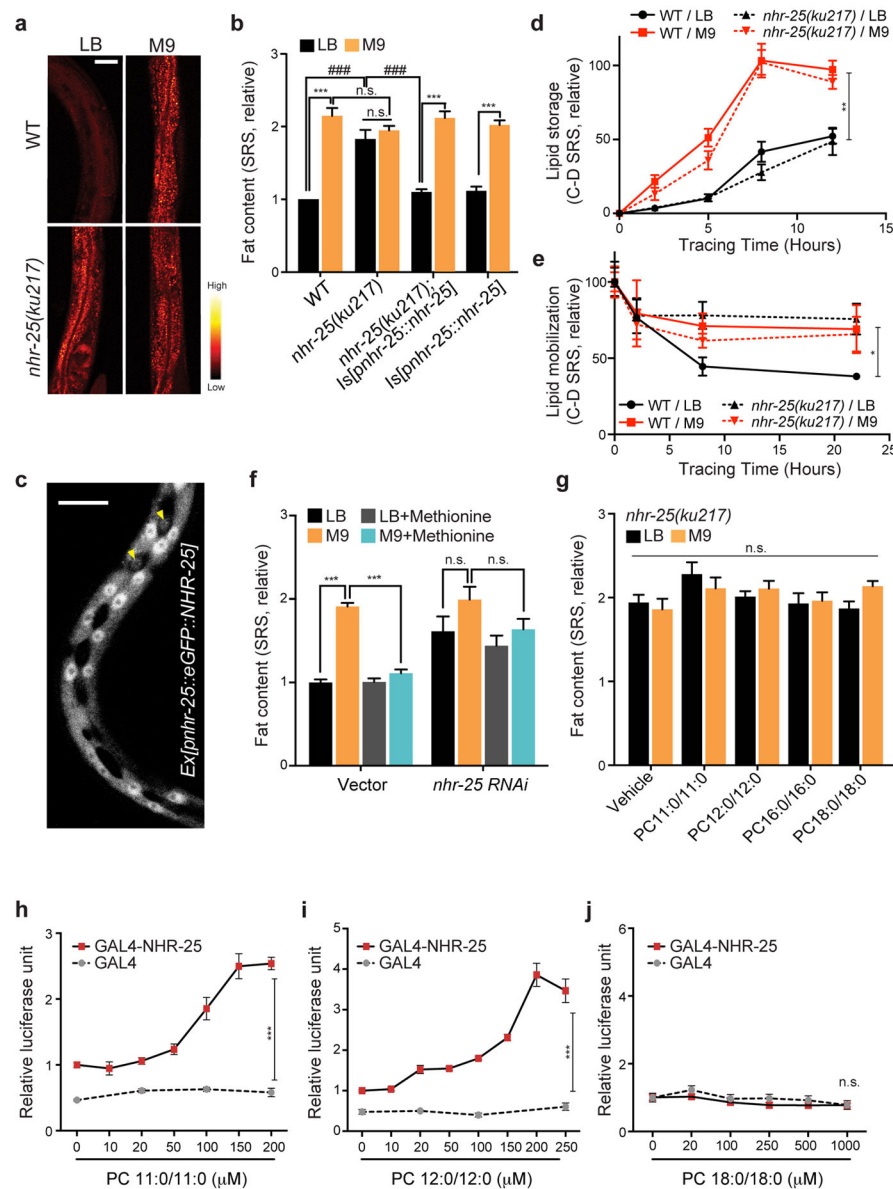 a
LB
M9
WT
nhr-25(ku217)
High
Low
b
LB
M9
Fat content (SRS, relative)
3
2
1
0
###
###
***
n.s.
n.s.
***
***
WT
nhr-25(ku217)
nhr-25(ku217);
Is[pnhr-25::nhr-25]
Is[pnhr-25::nhr-25]
d
WT / LB
nhr-25(ku217) / LB
WT / M9
nhr-25(ku217) / M9
Lipid storage
(C-D SRS, relative)
100
50
0
**
0
5
10
15
Tracing Time (Hours)
e
Lipid mobilization
(C-D SRS, relative)
100
50
0
*
WT / LB
nhr-25(ku217) / LB
WT / M9
nhr-25(ku217) / M9
0
5
10
15
20
25
Tracing Time (Hours)
c
Ex[pnhr-25::eGFP::NHR-25]
f
LB
LB+Methionine
M9
M9+Methionine
Fat content (SRS, relative)
3
2
1
0
***
***
n.s.
n.s.
Vector
nhr-25 RNAi
g
nhr-25(ku217)
LB
M9
n.s.
Fat content (SRS, relative)
3
2
1
0
Vehicle
PC11:0/11:0
PC12:0/12:0
PC16:0/16:0
PC18:0/18:0
h
GAL4-NHR-25
GAL4
Relative luciferase unit
3
2
1
0
***
0
10
20
50
100
150
200
PC 11:0/11:0 (μM)
i
GAL4-NHR-25
GAL4
Relative luciferase unit
5
4
3
2
1
0
***
0
10
20
50
100
150
200
250
PC 12:0/12:0 (μM)
j
GAL4-NHR-25
GAL4
Relative luciferase unit
6
4
2
0
n.s.
0
20
100
250
500
1000
PC 18:0/18:0 (μM)